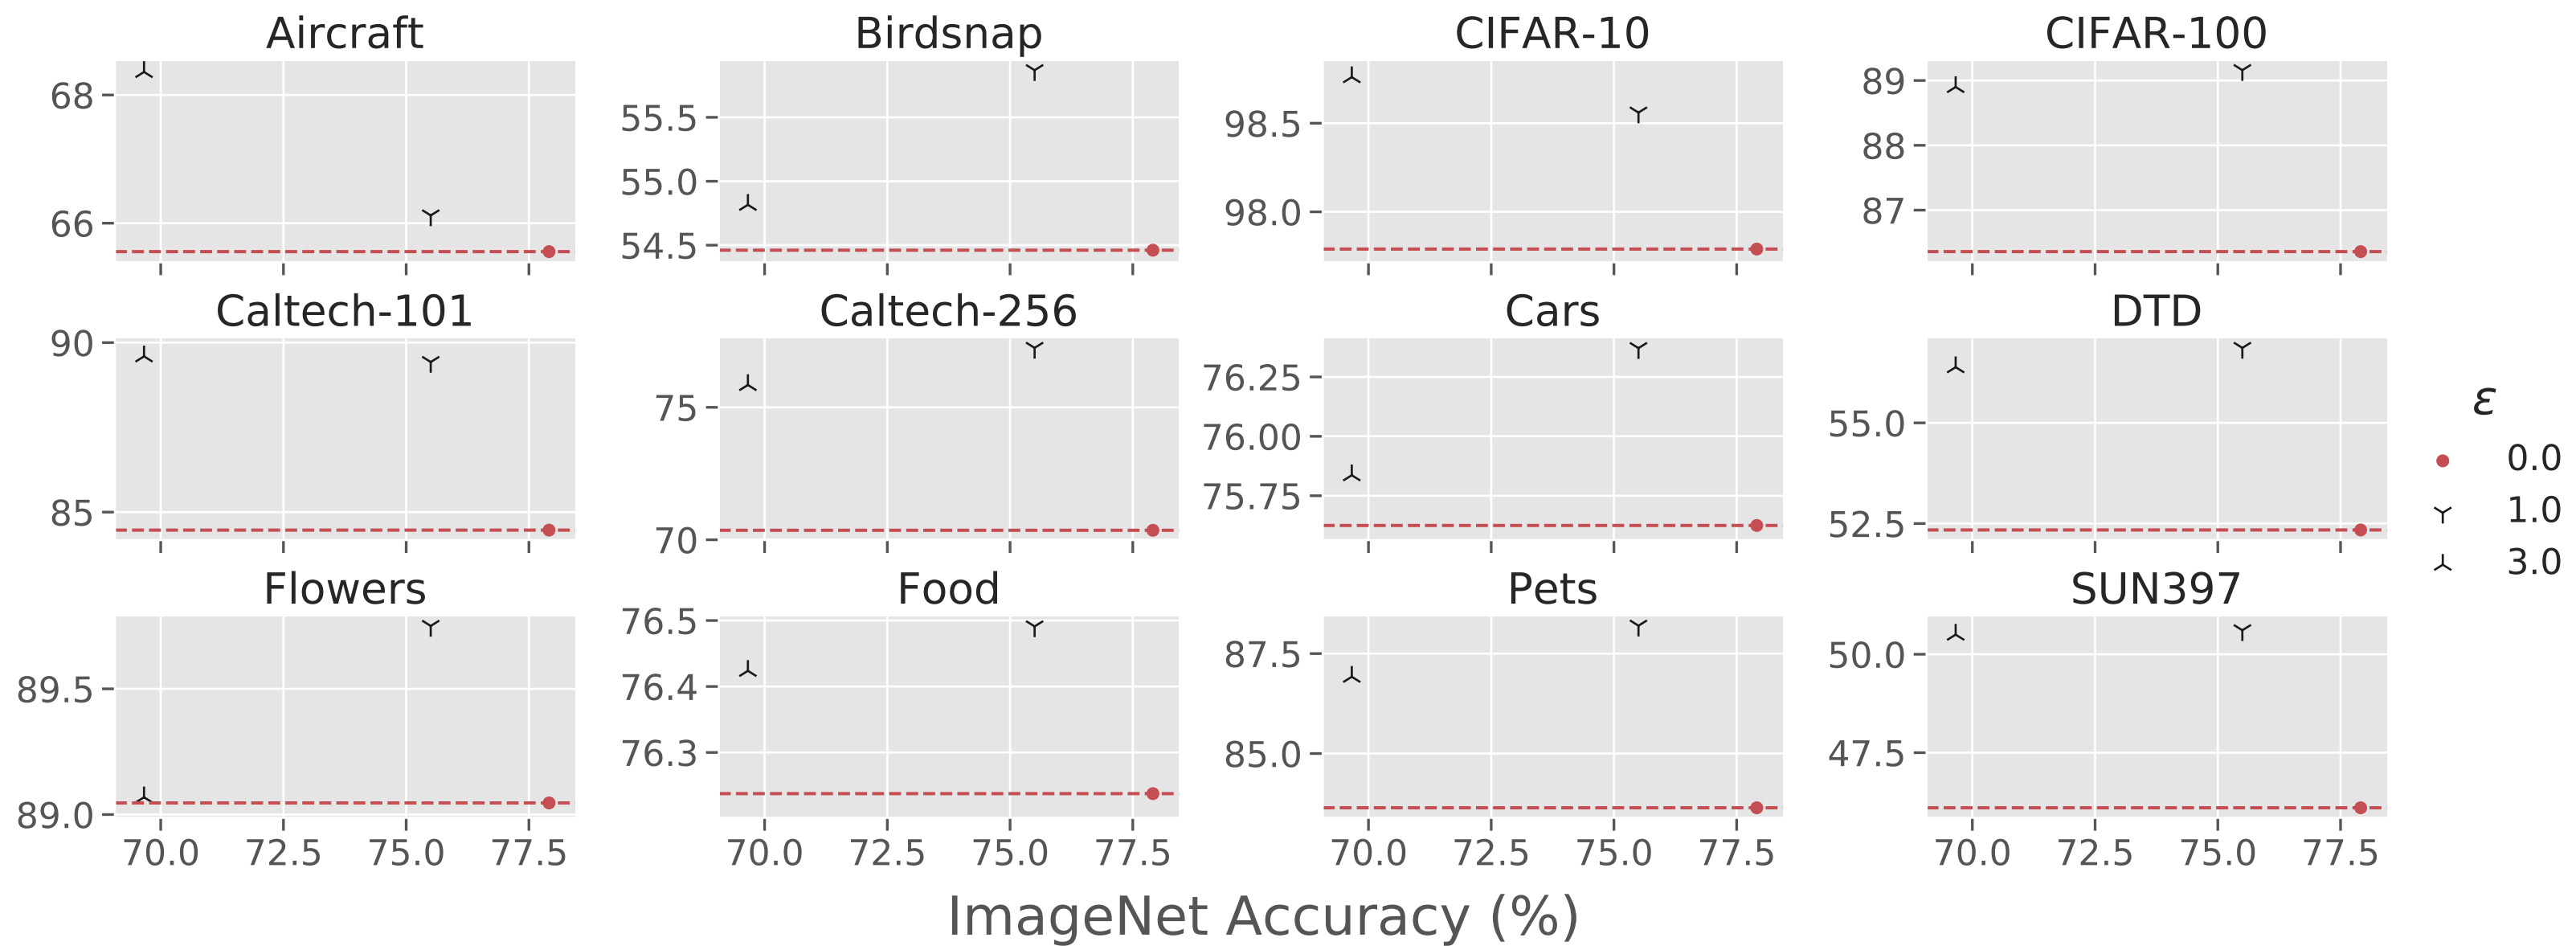 Aircraft Birdsnap CIFAR-10 CIFAR-100
68 55.5 98.5 89
66 55.0 98.0 88
54.5 87
Caltech-101 Caltech-256 Cars DTD
90 75 76.25 55.0
85 70 76.00 52.5
75.75
ε
0.0
1.0
3.0
Flowers Food Pets SUN397
89.5 76.5 87.5 50.0
89.0 76.4 85.0 47.5
76.3
70.0 72.5 75.0 77.5 70.0 72.5 75.0 77.5 70.0 72.5 75.0 77.5 70.0 72.5 75.0 77.5
ImageNet Accuracy (%)